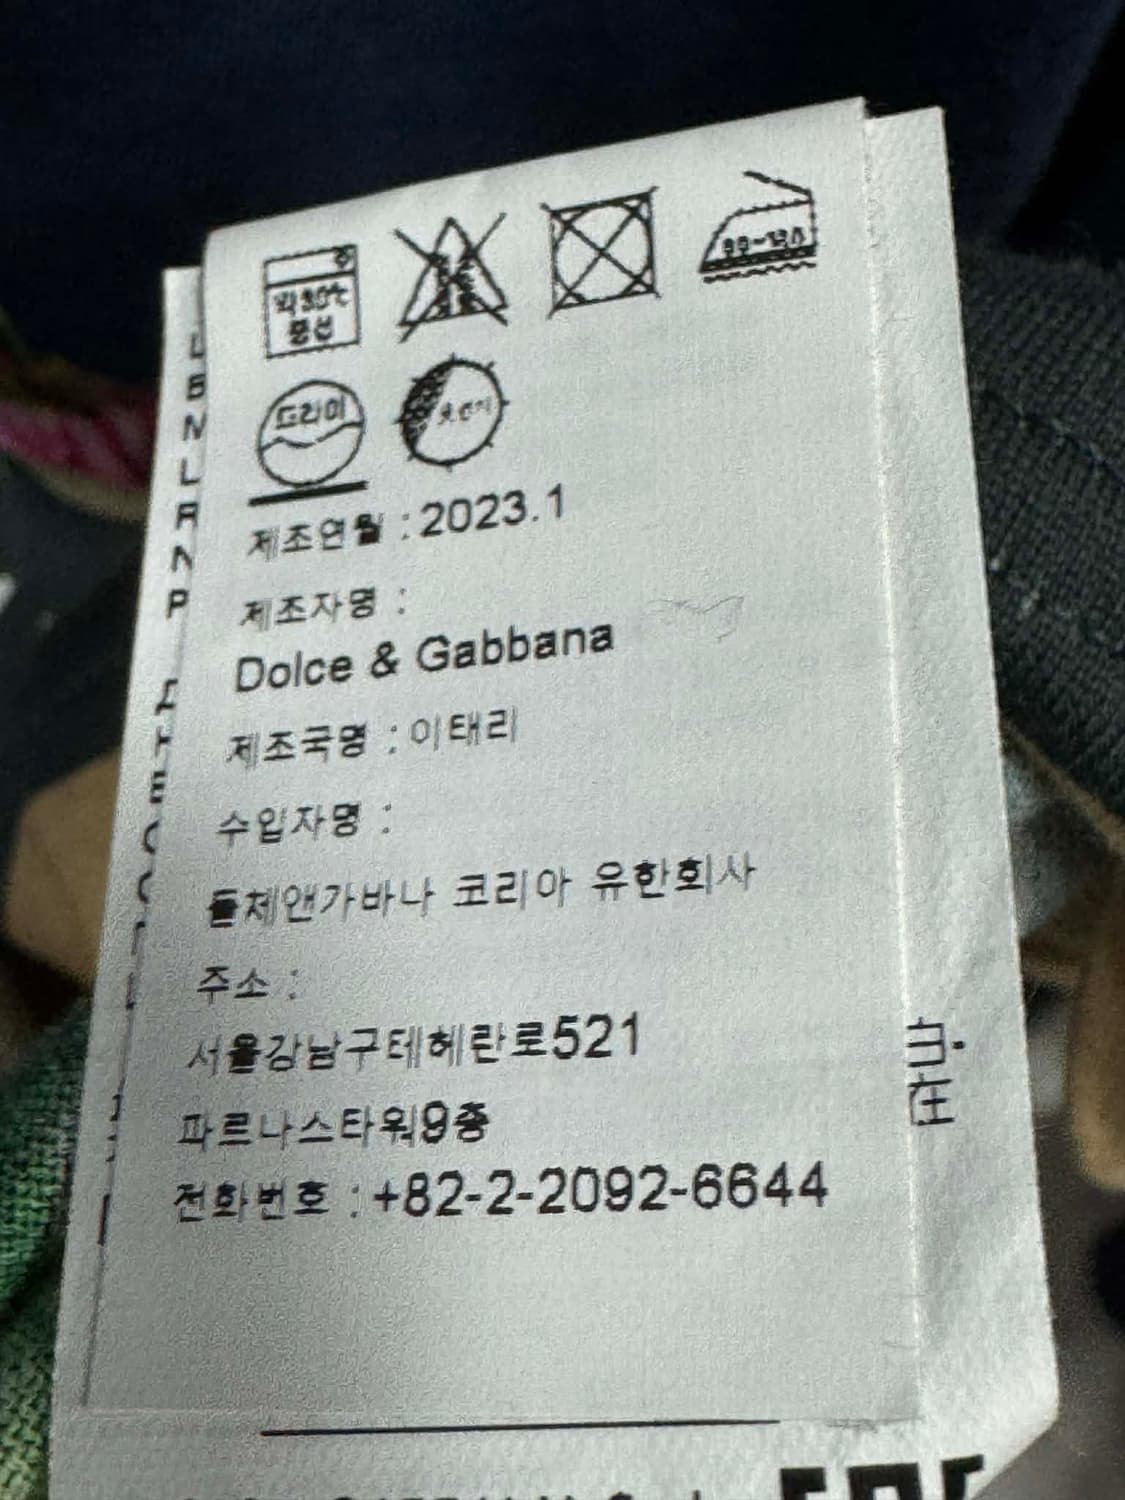 약 30℃
중성
드라이
제조연월 : 2023.1
제조자명 :
Dolce & Gabbana
제조국명 : 이태리
수입자명 :
돌체앤가바나 코리아 유한회사
주소 :
서울강남구테헤란로521
파르나스타워9층
전화번호 : +82-2-2092-6644